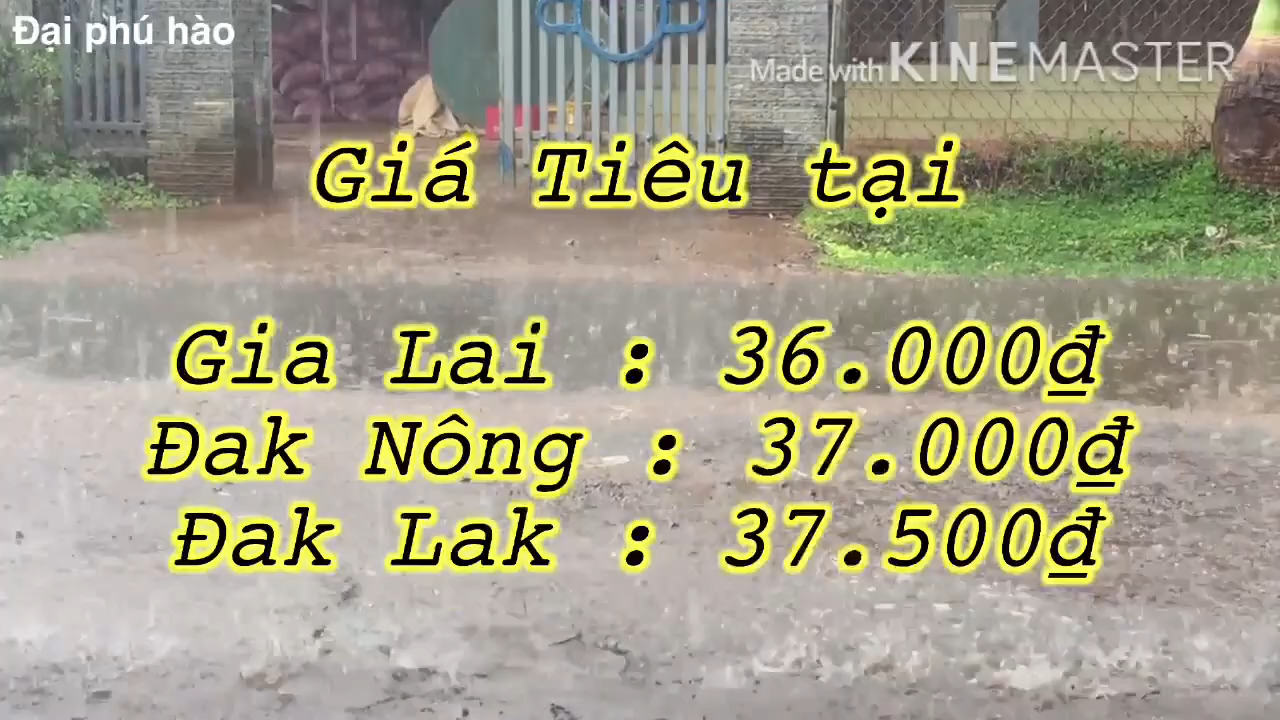 Đại phú hào
Made with KINEMASTER
Giá Tiêu tại
Gia Lai : 36.000₫
Đak Nông : 37.000₫
Đak Lak : 37.500₫